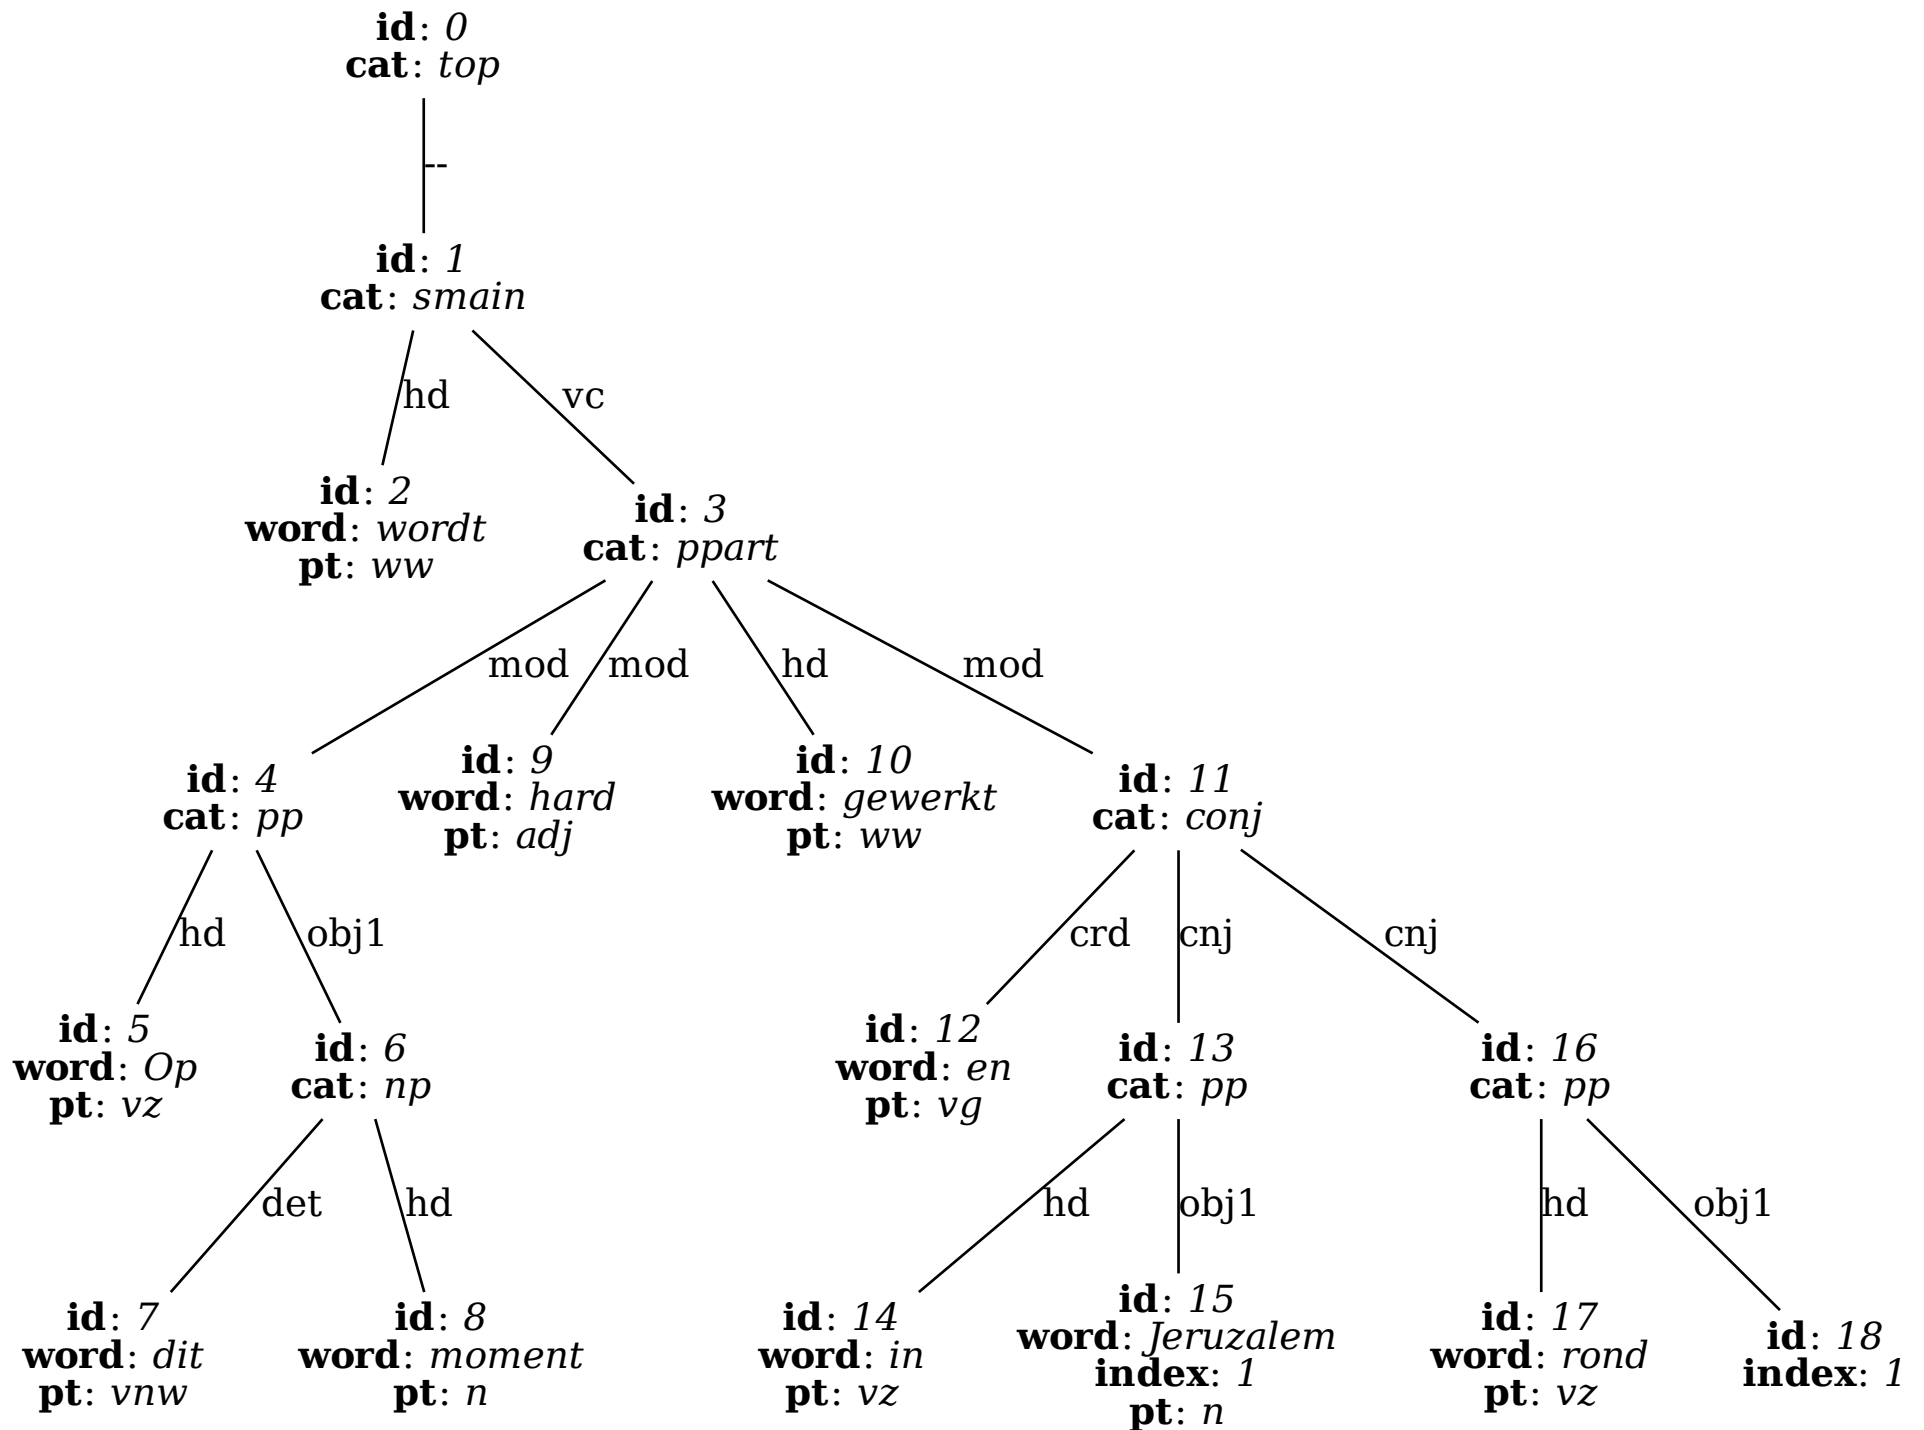 id: 0
cat: top
--
id: 1
cat: smain
hd
vc
id: 2
word: wordt
pt: ww
id: 3
cat: ppart
mod
mod
hd
mod
id: 4
cat: pp
id: 9
word: hard
pt: adj
id: 10
word: gewerkt
pt: ww
id: 11
cat: conj
hd
obj1
crd
cnj
cnj
id: 5
word: Op
pt: vz
id: 6
cat: np
id: 12
word: en
pt: vg
id: 13
cat: pp
id: 16
cat: pp
det
hd
hd
obj1
hd
obj1
id: 7
word: dit
pt: vnw
id: 8
word: moment
pt: n
id: 14
word: in
pt: vz
id: 15
word: Jeruzalem
index: 1
pt: n
id: 17
word: rond
pt: vz
id: 18
index: 1